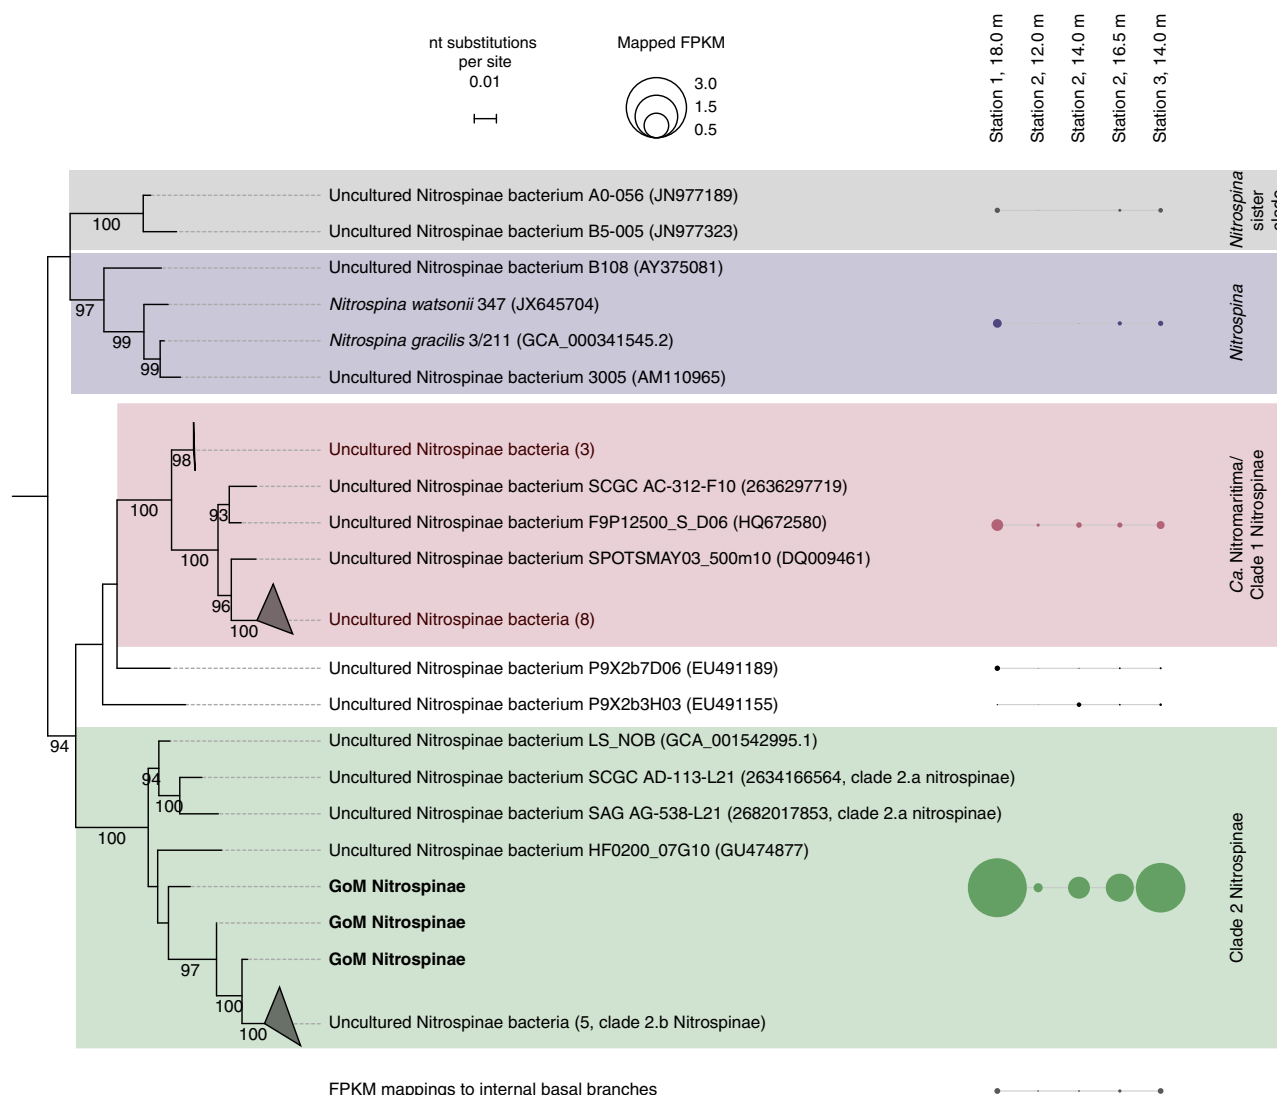 nt substitutions
per site
0.01
Mapped FPKM
3.0
1.5
0.5
Station 1, 18.0 m
Station 2, 12.0 m
Station 2, 14.0 m
Station 2, 16.5 m
Station 3, 14.0 m
Uncultured Nitrospinae bacterium A0-056 (JN977189)
100
Uncultured Nitrospinae bacterium B5-005 (JN977323)
Nitrospina
sister
clade
Uncultured Nitrospinae bacterium B108 (AY375081)
97
Nitrospina watsonii 347 (JX645704)
99
Nitrospina gracilis 3/211 (GCA_000341545.2)
99
Uncultured Nitrospinae bacterium 3005 (AM110965)
Nitrospina
Uncultured Nitrospinae bacteria (3)
98
Uncultured Nitrospinae bacterium SCGC AC-312-F10 (2636297719)
100
93
Uncultured Nitrospinae bacterium F9P12500_S_D06 (HQ672580)
100
Uncultured Nitrospinae bacterium SPOTSMAY03_500m10 (DQ009461)
96
Uncultured Nitrospinae bacteria (8)
100
Ca. Nitromaritima/
Clade 1 Nitrospinae
Uncultured Nitrospinae bacterium P9X2b7D06 (EU491189)
Uncultured Nitrospinae bacterium P9X2b3H03 (EU491155)
94
Uncultured Nitrospinae bacterium LS_NOB (GCA_001542995.1)
94
Uncultured Nitrospinae bacterium SCGC AD-113-L21 (2634166564, clade 2.a nitrospinae)
100
Uncultured Nitrospinae bacterium SAG AG-538-L21 (2682017853, clade 2.a nitrospinae)
100
Uncultured Nitrospinae bacterium HF0200_07G10 (GU474877)
GoM Nitrospinae
GoM Nitrospinae
GoM Nitrospinae
97
100
Uncultured Nitrospinae bacteria (5, clade 2.b Nitrospinae)
100
Clade 2 Nitrospinae
FPKM mappings to internal basal branches